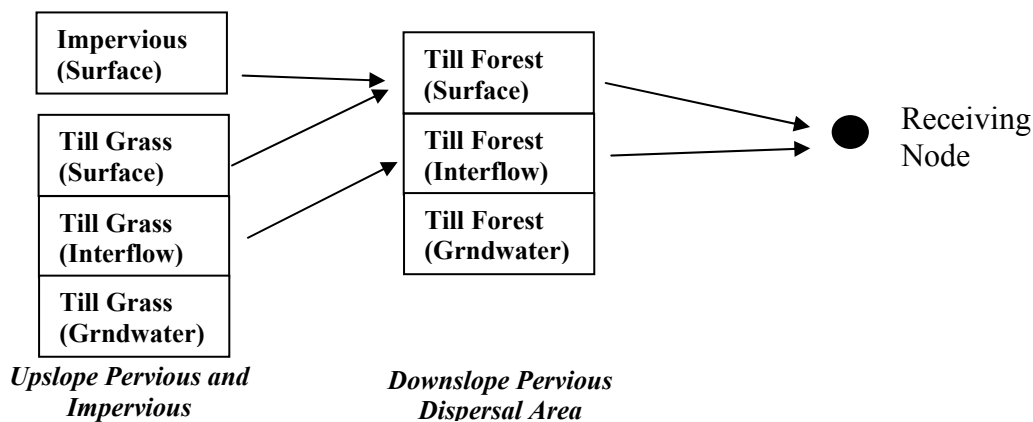 Impervious
(Surface)
Till Grass
(Surface)
Till Grass
(Interflow)
Till Grass
(Grndwater)
Upslope Pervious and
Impervious
Till Forest
(Surface)
Till Forest
(Interflow)
Till Forest
(Grndwater)
Downslope Pervious
Dispersal Area
Receiving
Node